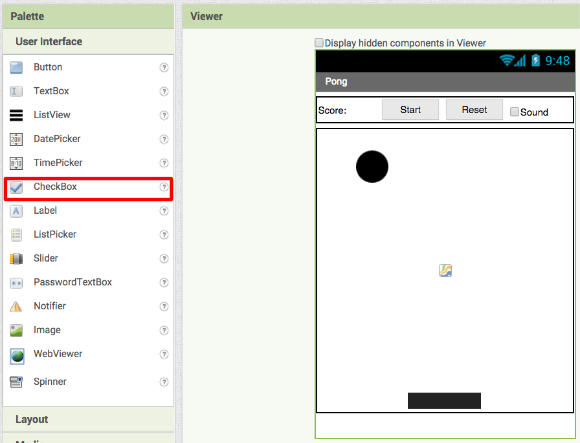 Palette
User Interface
Button
TextBox
ListView
DatePicker
TimePicker
CheckBox
Label
ListPicker
Slider
PasswordTextBox
Notifier
Image
WebViewer
Spinner
Layout
Viewer
Display hidden components in Viewer
9:48
Pong
Score: Start Reset Sound